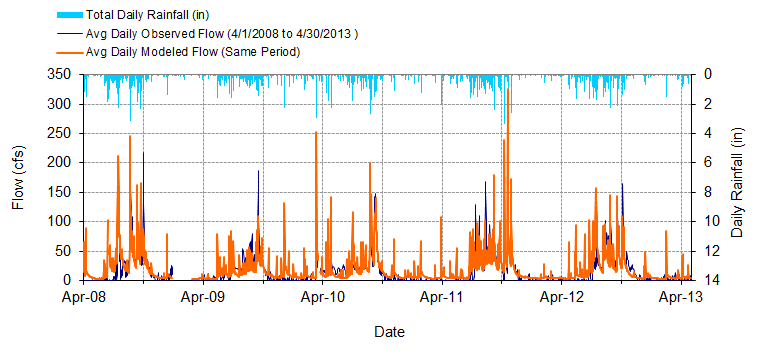 Total Daily Rainfall (in)
Avg Daily Observed Flow (4/1/2008 to 4/30/2013 )
Avg Daily Modeled Flow (Same Period)
350
300
250
200
150
100
50
0
Flow (cfs)
0
2
4
6
8
10
12
14
Daily Rainfall (in)
Apr-08 Apr-09 Apr-10 Apr-11 Apr-12 Apr-13
Date